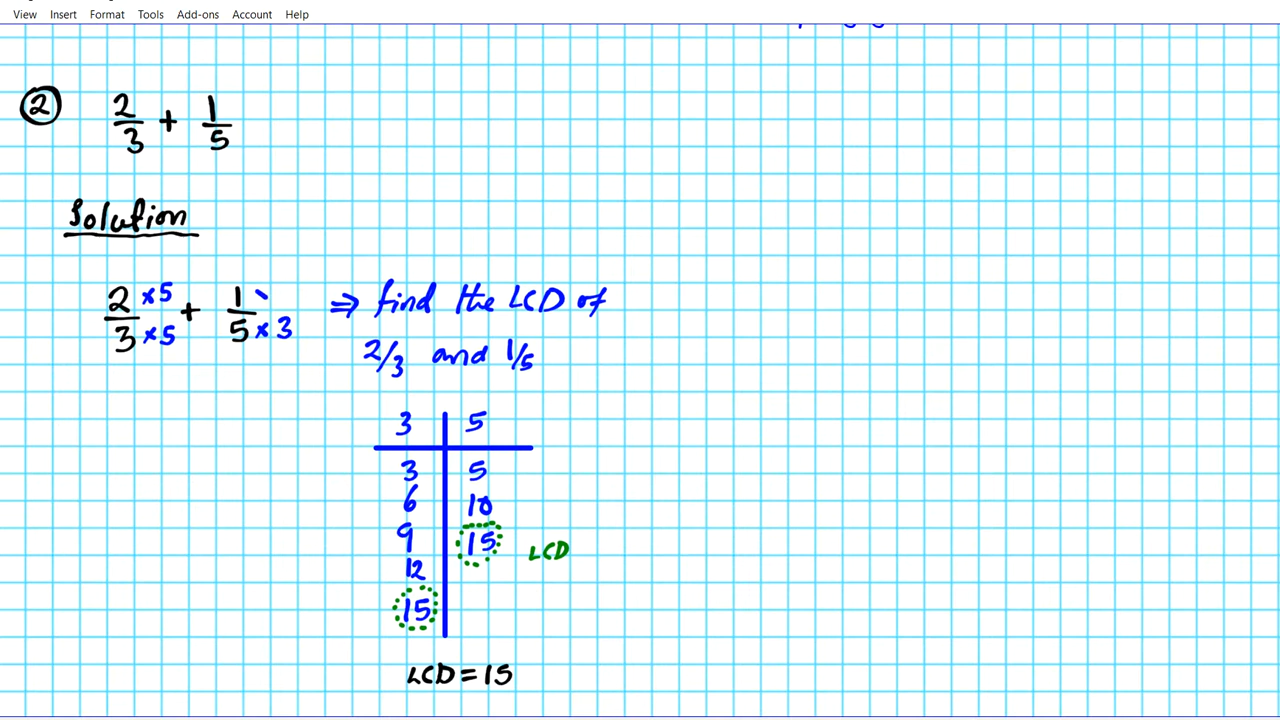 View Insert Format Tools Add-ons Account Help
② 2/3 + 1/5
Solution
2×5/3×5 + 1/5×3 ⇒ find the LCD of
2/3 and 1/5
3 5
3 5
6 10
9 15 LCD
12
15
LCD = 15